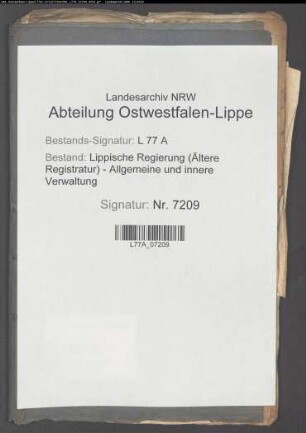 Landesarchiv NRW
Abteilung Ostwestfalen-Lippe
Bestands-Signatur: L 77 A
Bestand: Lippische Regierung (Ältere
Registratur) - Allgemeine und innere
Verwaltung
Signatur: Nr. 7209
L77A_07209